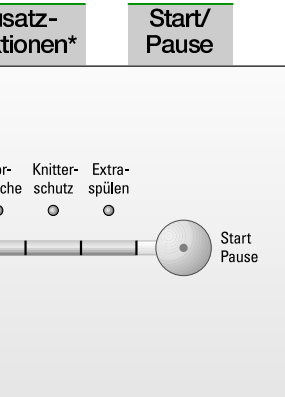 Start/
Pause
Knitter-
schutz
Extra-
spülen
Start
Pause